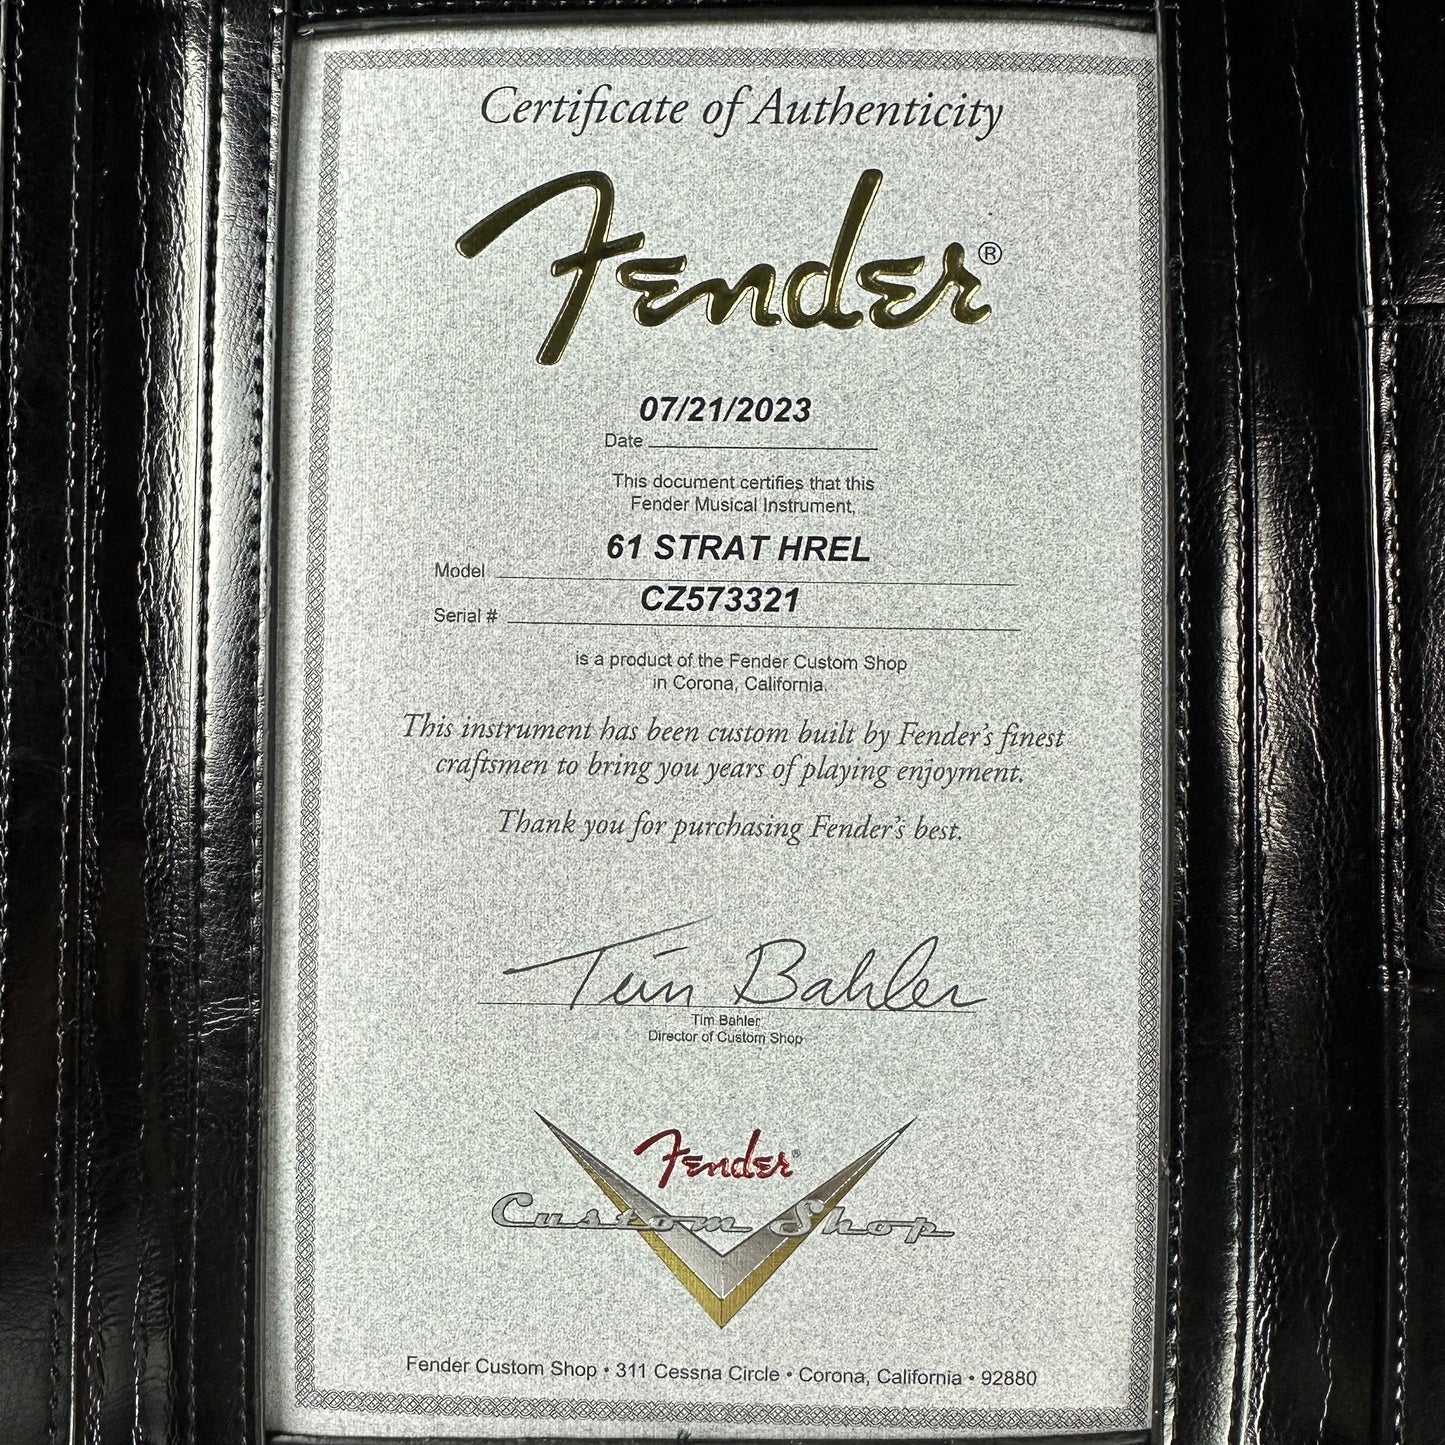 Certificate of Authenticity
Fender®
07/21/2023
Date
This document certifies that this
Fender Musical Instrument,
61 STRAT HREL
Model
CZ573321
Serial #
is a product of the Fender Custom Shop
in Corona, California.
This instrument has been custom built by Fender's finest
craftsmen to bring you years of playing enjoyment.
Thank you for purchasing Fender's best.
Tim Bahler
Tim Bahler
Director of Custom Shop
Fender®
Custom Shop
Fender Custom Shop • 311 Cessna Circle • Corona, California • 92880